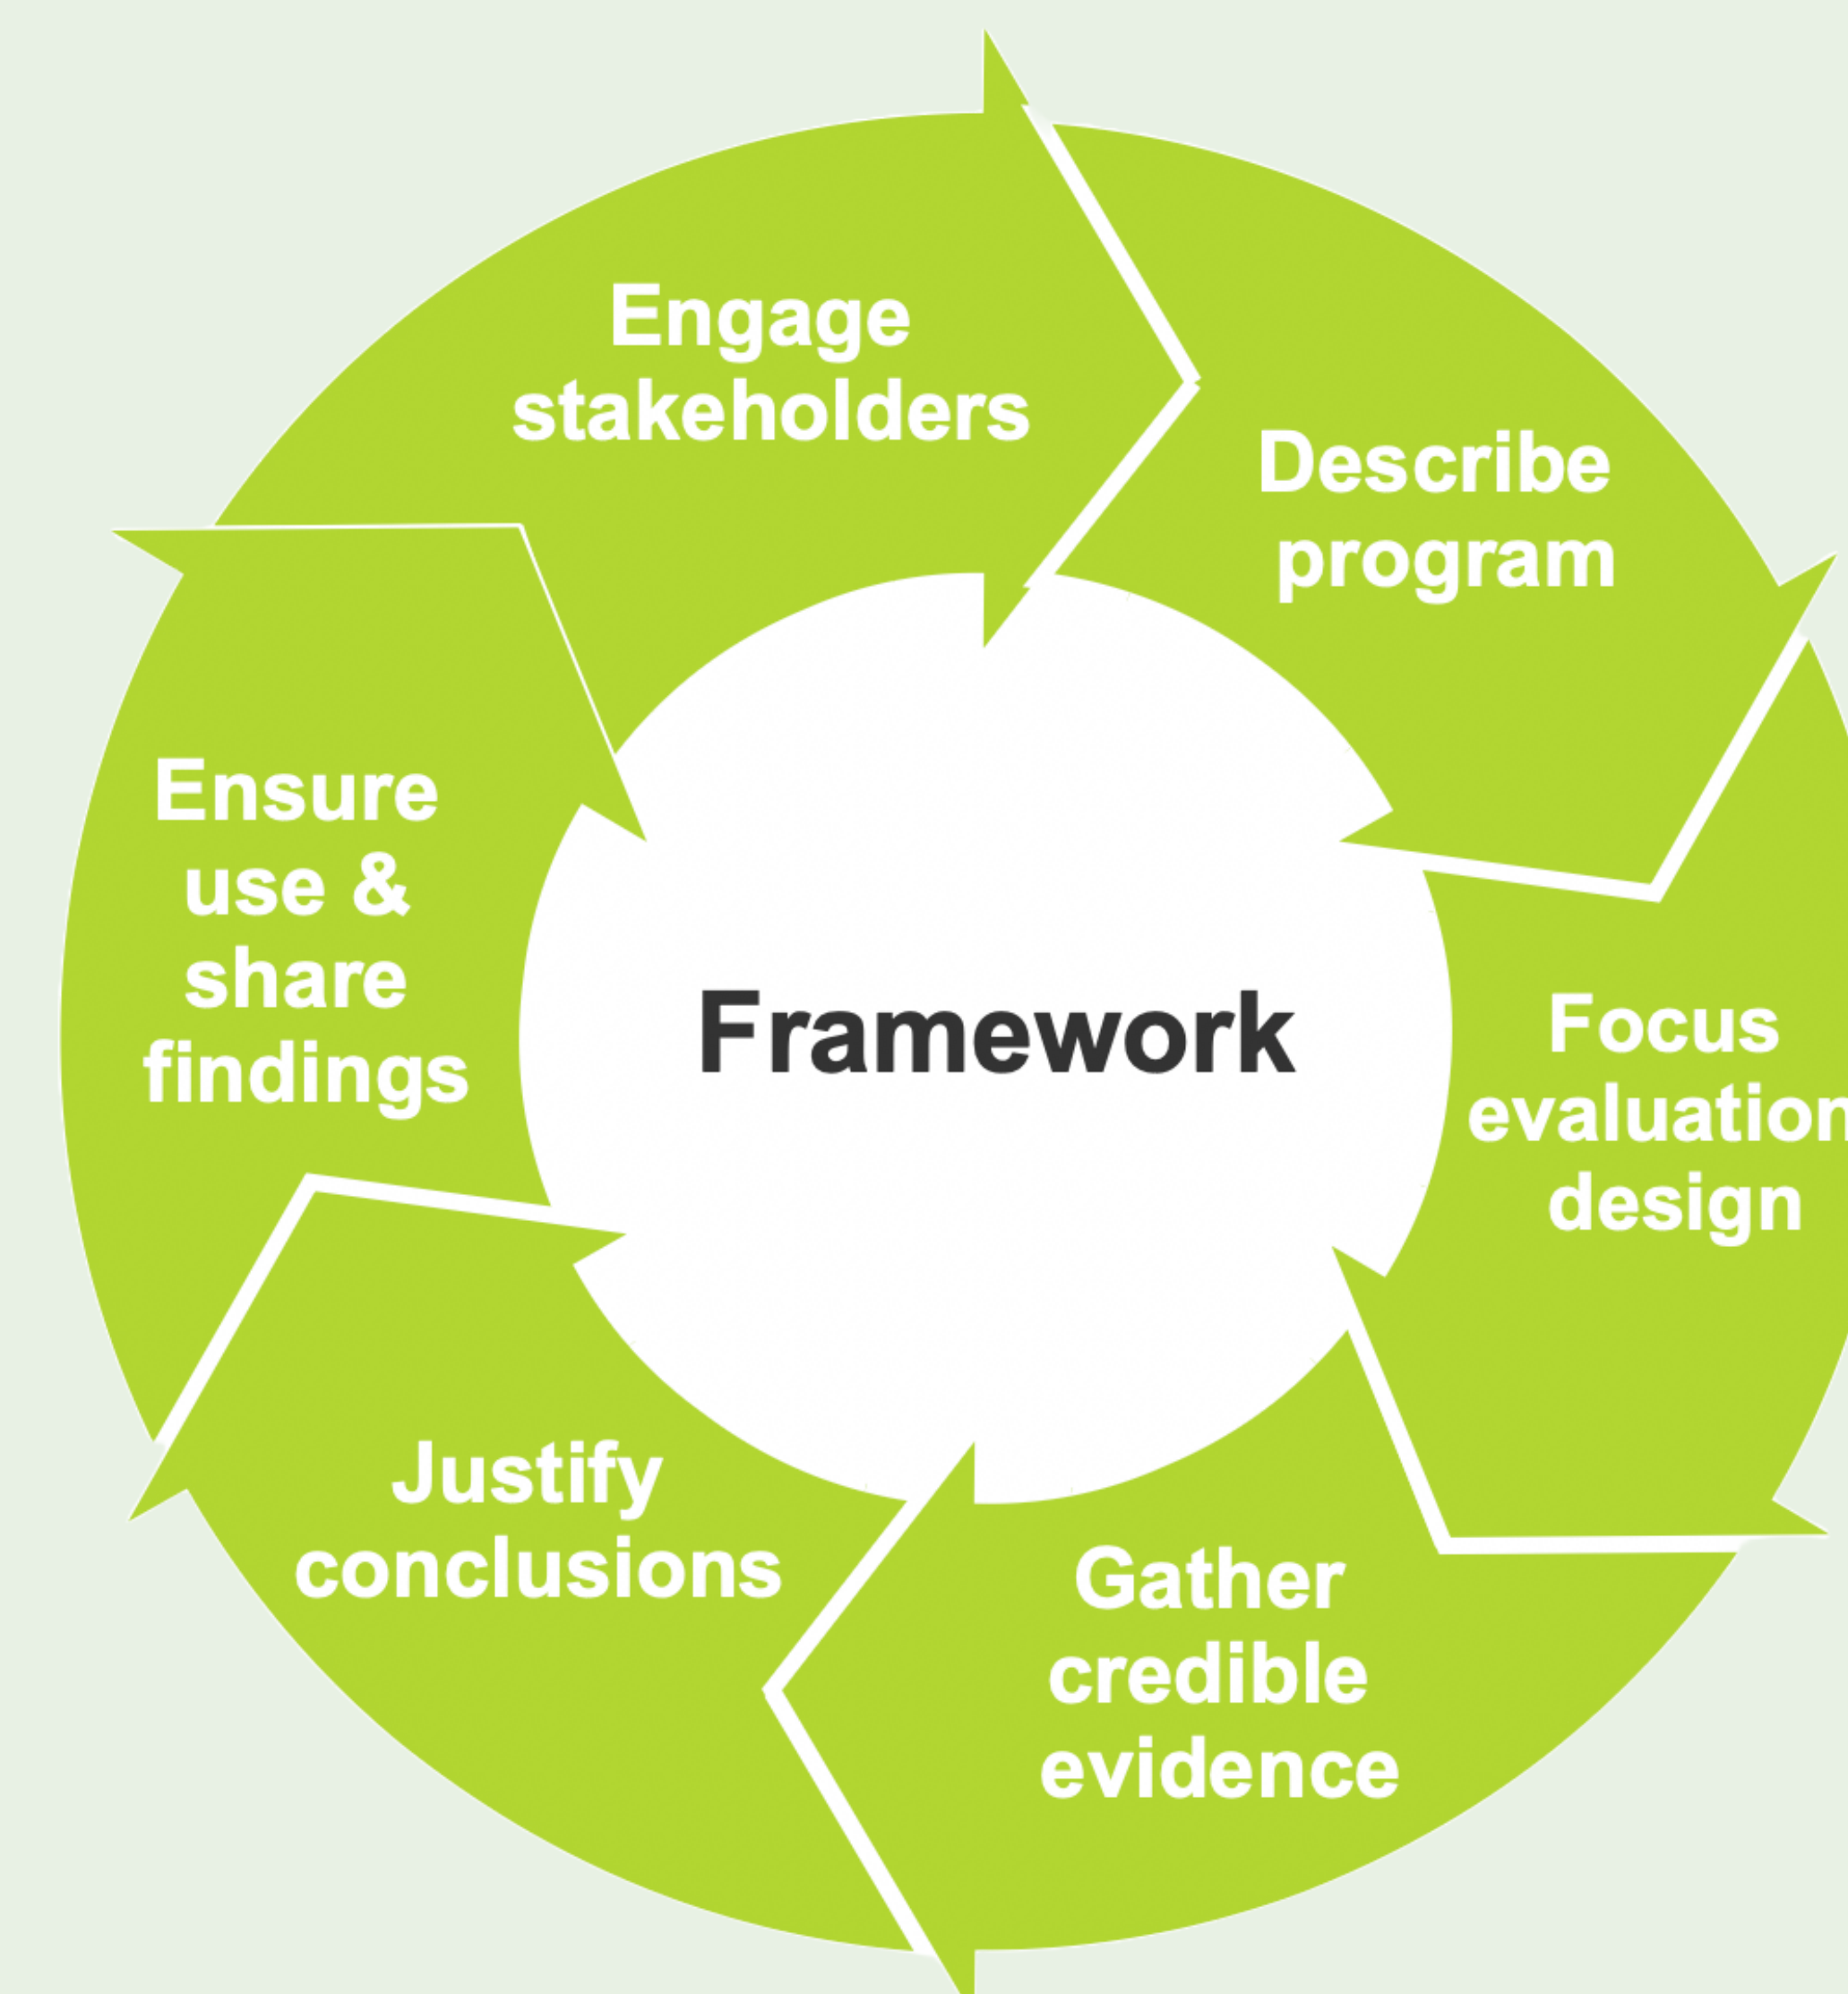 Engage
stakeholders
Describe
program
Focus
evaluation
design
Gather
credible
evidence
Justify
conclusions
Ensure
use &
share
findings
Framework